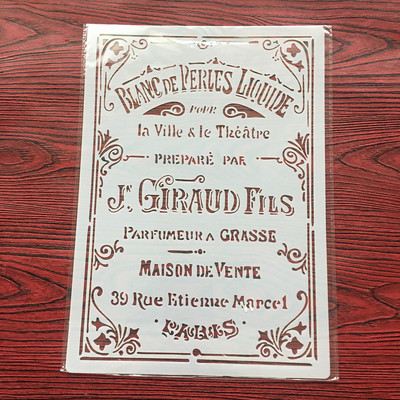 BLANC DE PERLES LIQUIDE
POUR
la Ville & le Théâtre
PREPARÉ PAR
Jn GIRAUD FILS
PARFUMEUR A GRASSE
MAISON DE VENTE
39 Rue Etienne Marcel
PARIS